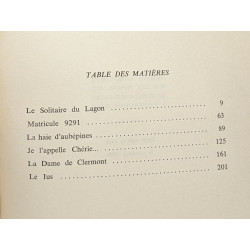 TABLE DES MATIÈRES
Le Solitaire du Lagon 9
Matricule 9291 63
La haie d'aubépines 89
Je l'appelle Chérie... 125
La Dame de Clermont 161
Le Ius 201